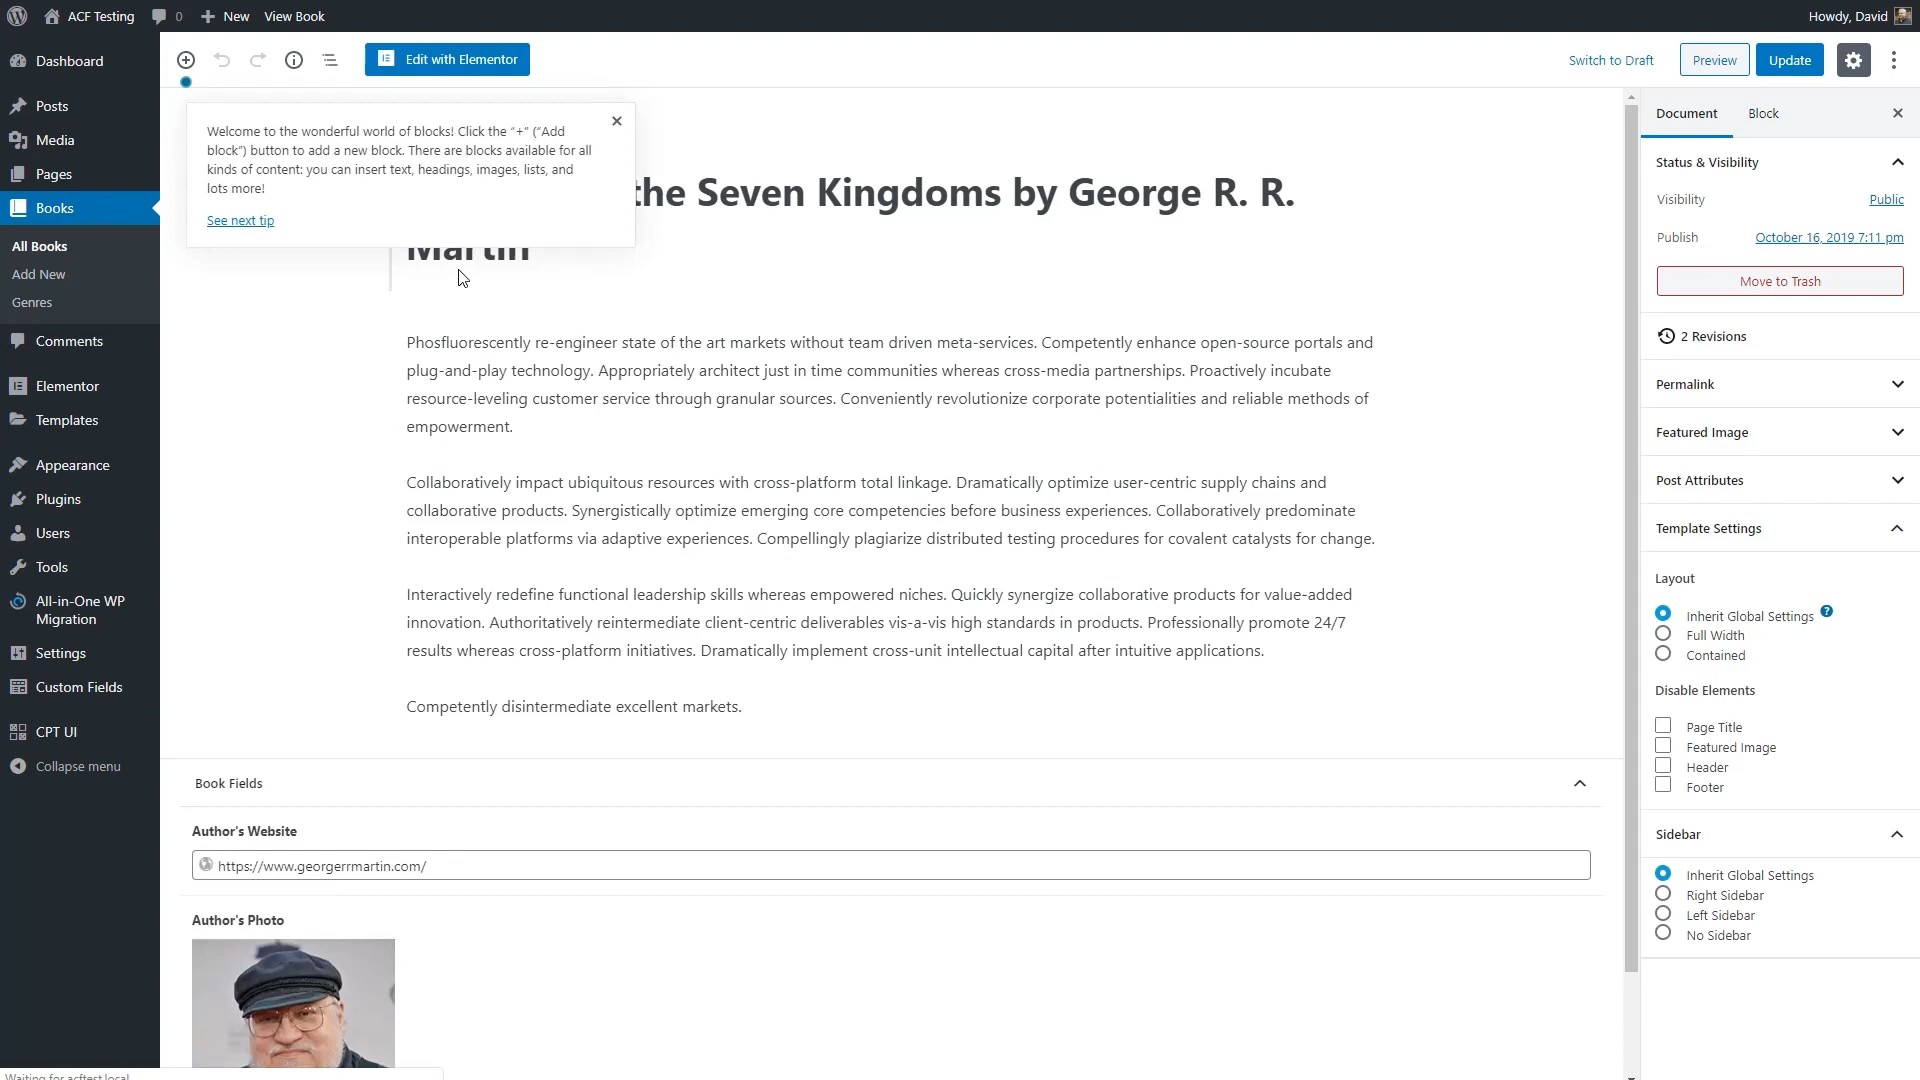 ACF Testing
0
New
View Book
Howdy, David
Dashboard
Posts
Media
Pages
Books
All Books
Add New
Genres
Comments
Elementor
Templates
Appearance
Plugins
Users
Tools
All-in-One WP
Migration
Settings
Custom Fields
CPT UI
Collapse menu
Edit with Elementor
Switch to Draft
Preview
Update
Welcome to the wonderful world of blocks! Click the “+” (“Add
block”) button to add a new block. There are blocks available for all
kinds of content: you can insert text, headings, images, lists, and
lots more!
See next tip
the Seven Kingdoms by George R. R.
Martin
Phosfluorescently re-engineer state of the art markets without team driven meta-services. Competently enhance open-source portals and
plug-and-play technology. Appropriately architect just in time communities whereas cross-media partnerships. Proactively incubate
resource-leveling customer service through granular sources. Conveniently revolutionize corporate potentialities and reliable methods of
empowerment.
Collaboratively impact ubiquitous resources with cross-platform total linkage. Dramatically optimize user-centric supply chains and
collaborative products. Synergistically optimize emerging core competencies before business experiences. Collaboratively predominate
interoperable platforms via adaptive experiences. Compellingly plagiarize distributed testing procedures for covalent catalysts for change.
Interactively redefine functional leadership skills whereas empowered niches. Quickly synergize collaborative products for value-added
innovation. Authoritatively reintermediate client-centric deliverables vis-a-vis high standards in products. Professionally promote 24/7
results whereas cross-platform initiatives. Dramatically implement cross-unit intellectual capital after intuitive applications.
Competently disintermediate excellent markets.
Book Fields
Author's Website
https://www.georgerrmartin.com/
Author's Photo
Waiting for acftest.local
Document
Block
Status & Visibility
Visibility
Public
Publish
October 16, 2019 7:11 pm
Move to Trash
2 Revisions
Permalink
Featured Image
Post Attributes
Template Settings
Layout
Inherit Global Settings
Full Width
Contained
Disable Elements
Page Title
Featured Image
Header
Footer
Sidebar
Inherit Global Settings
Right Sidebar
Left Sidebar
No Sidebar